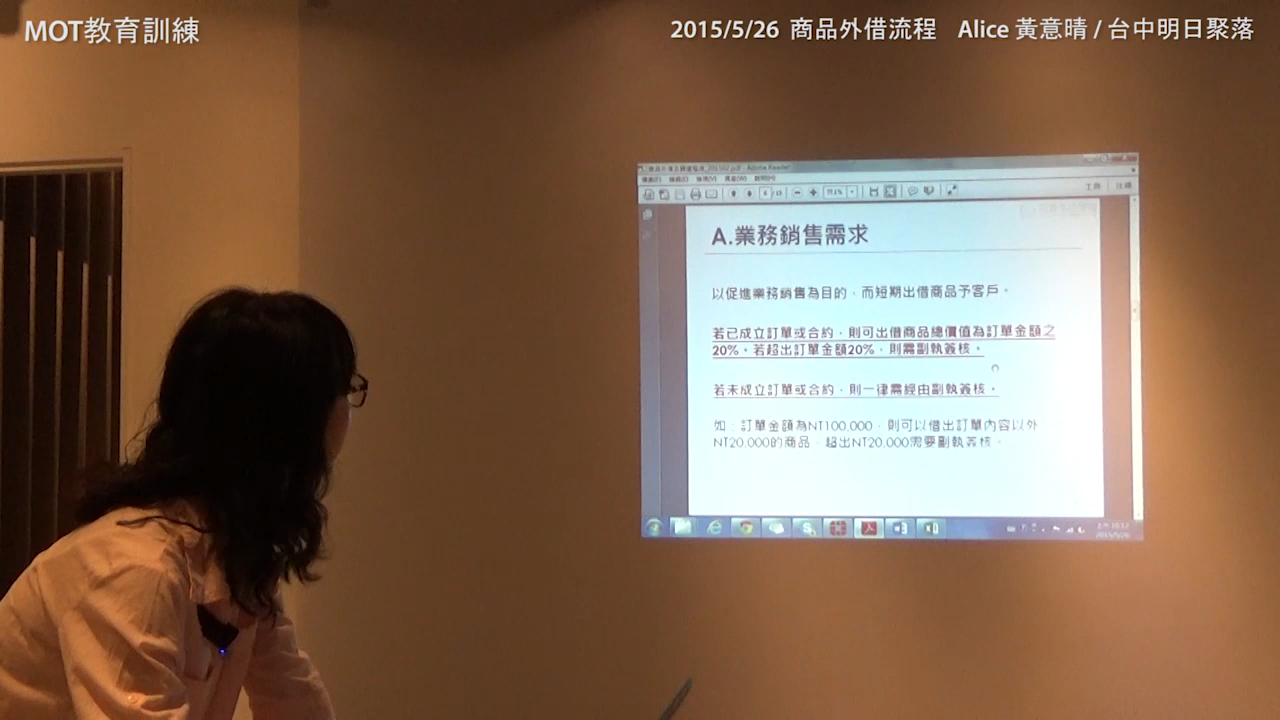 MOT教育訓練
2015/5/26 商品外借流程 Alice 黃意晴 / 台中明日聚落
A.業務銷售需求
以促進業務銷售為目的，而短期出借商品予客戶。
若已成立訂單或合約，則可出借商品總價值為訂單金額之
20%，若超出訂單金額20%，則需副執簽核。
若未成立訂單或合約，則一律需經由副執簽核。
如：訂單金額為NT100,000，則可以借出訂單內容以外
NT20,000的商品，超出NT20,000需要副執簽核。
2015/5/26